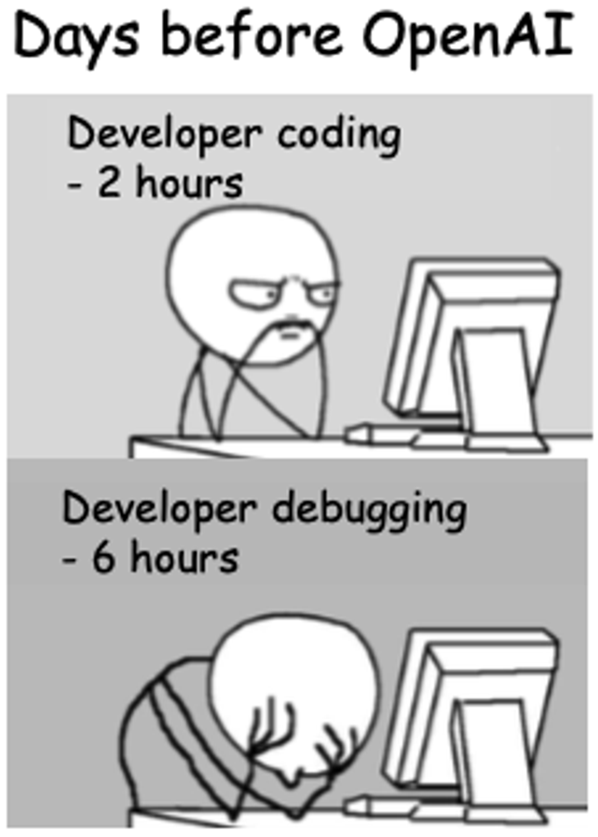 Days before OpenAI
Developer coding
- 2 hours
Developer debugging
- 6 hours